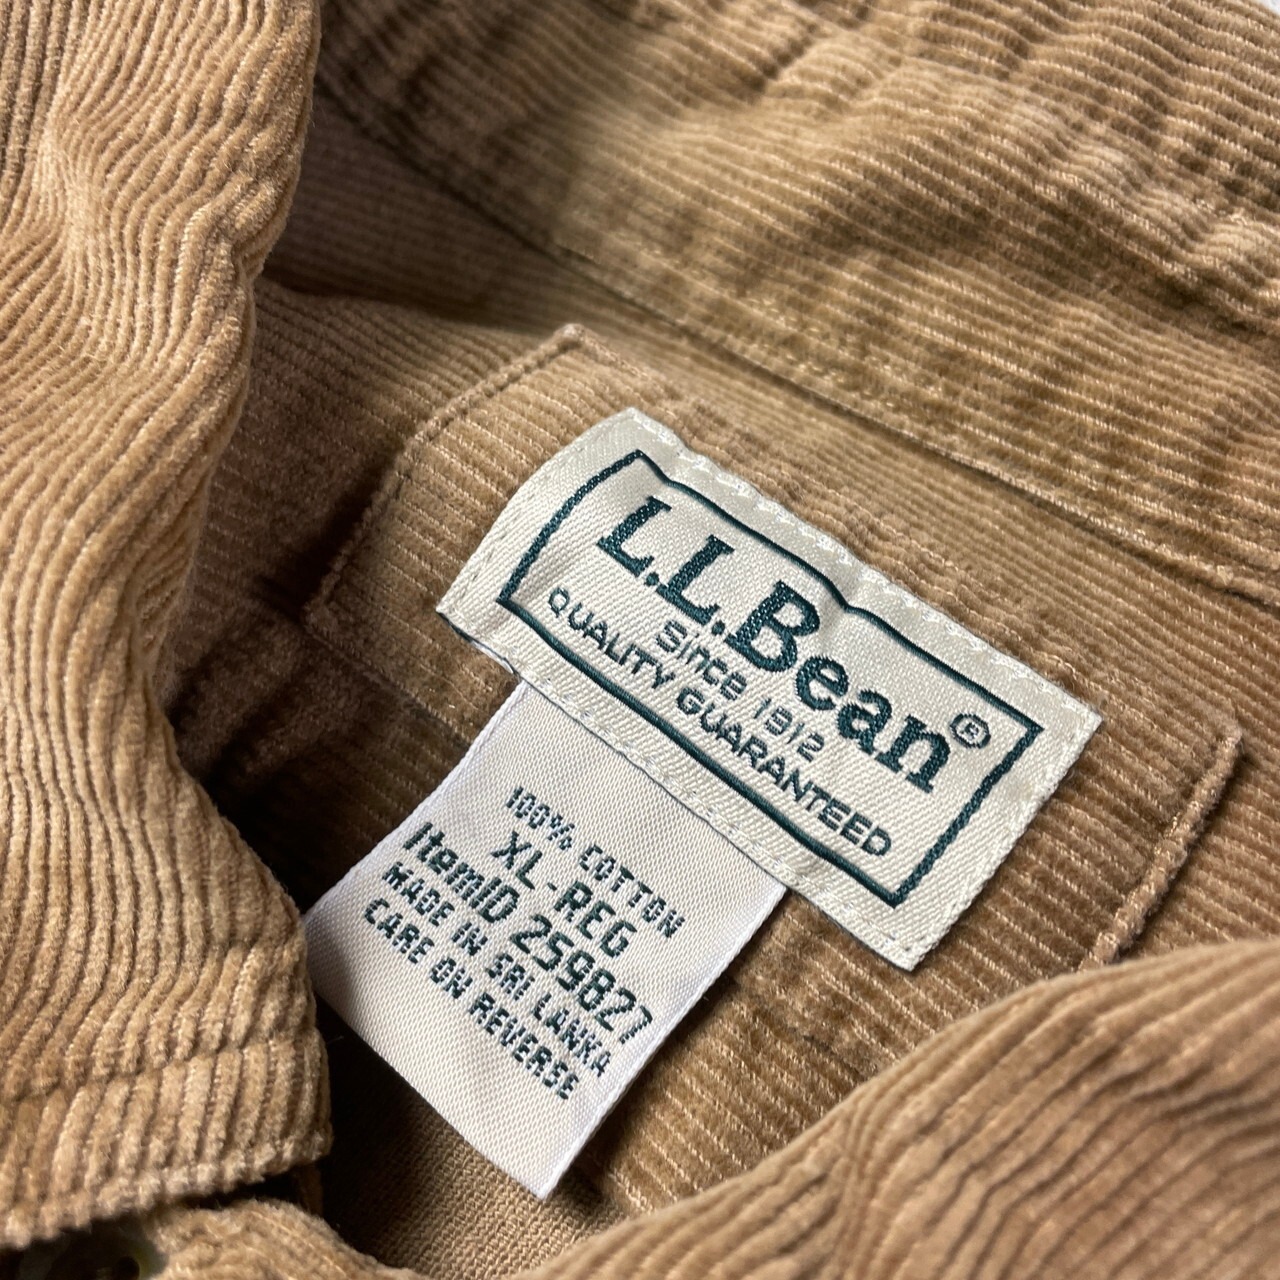 L.L.Bean®
Since 1912
QUALITY GUARANTEED
100% COTTON
XL-REG
ItemID 259827
MADE IN SRI LANKA
CARE ON REVERSE